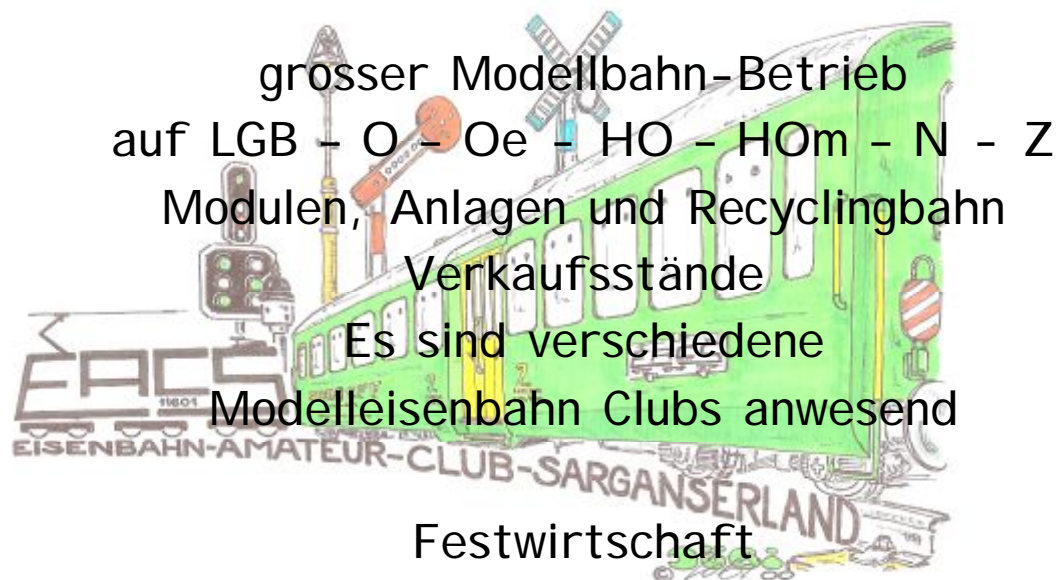 grosser Modellbahn-Betrieb
auf LGB - O - Oe - HO - HOm - N - Z
Modulen, Anlagen und Recyclingbahn
Verkaufsstände
Es sind verschiedene
Modelleisenbahn Clubs anwesend
EACS
11601
EISENBAHN-AMATEUR-CLUB-SARGANSERLAND
Festwirtschaft